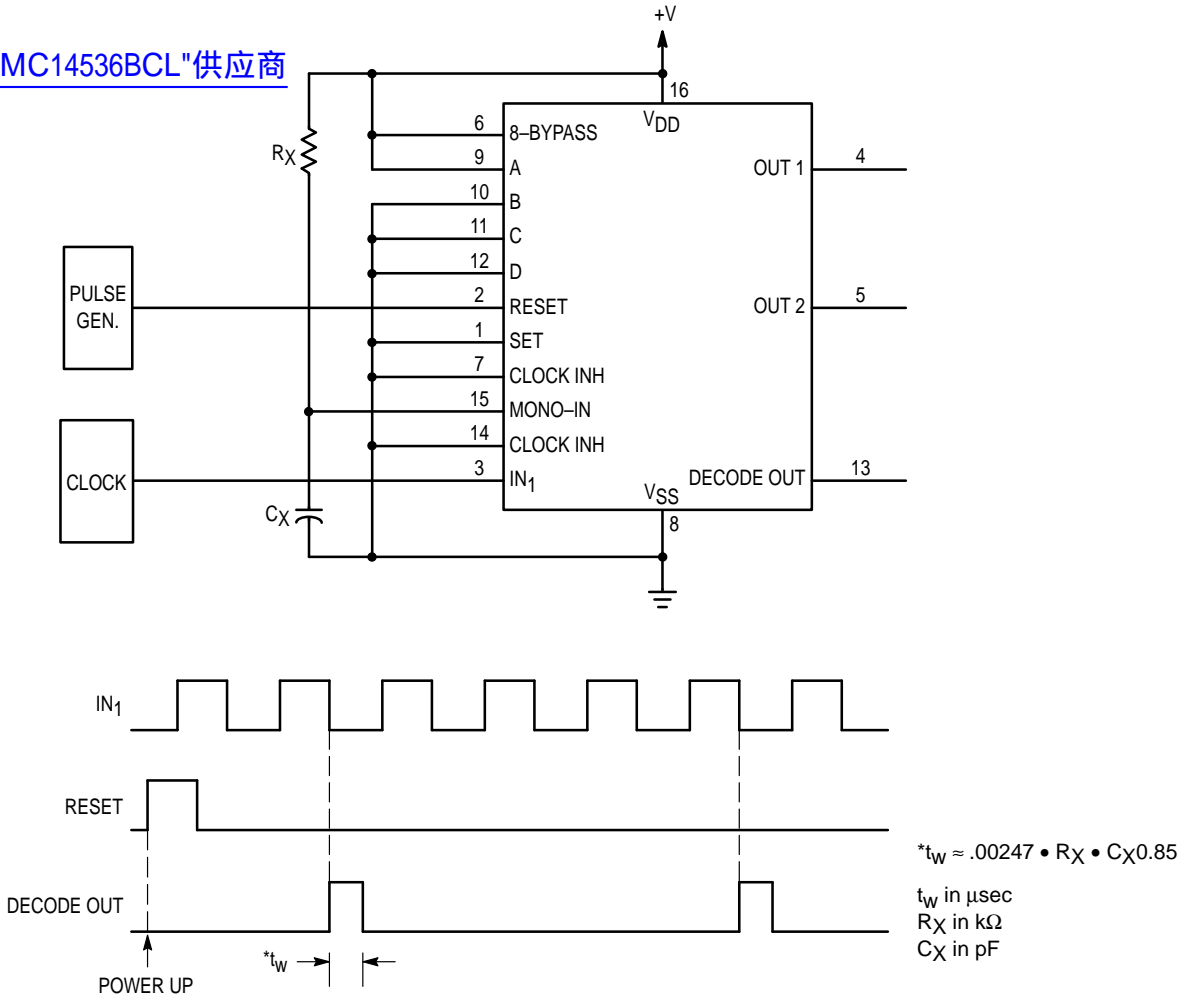 +V
MC14536BCL"供应商
16
VDD
6 8–BYPASS
RX
9 A
OUT 1 4
10 B
11 C
12 D
PULSE
GEN.
2 RESET
OUT 2 5
1 SET
7 CLOCK INH
15 MONO–IN
14 CLOCK INH
CLOCK
3 IN1
DECODE OUT 13
VSS
CX
8
IN1
RESET
*tw ≈ .00247 • RX • CX0.85
DECODE OUT
tw in μsec
RX in kΩ
CX in pF
*tw
POWER UP